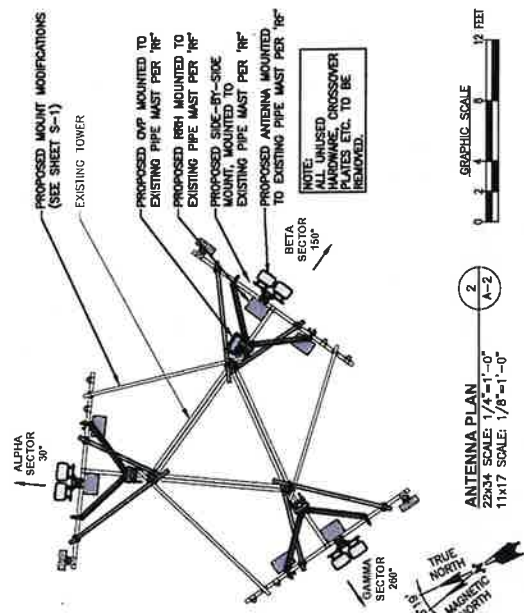 PROPOSED MOUNT MODIFICATIONS
(SEE SHEET S-1)
EXISTING TOWER
PROPOSED OVP MOUNTED TO
EXISTING PIPE MAST PER 'RF'
PROPOSED RRH MOUNTED TO
EXISTING PIPE MAST PER 'RF'
PROPOSED SIDE-BY-SIDE
MOUNT, MOUNTED TO
EXISTING PIPE MAST PER 'RF'
PROPOSED ANTENNA MOUNTED
TO EXISTING PIPE MAST PER 'RF'
NOTE:
ALL UNUSED
HARDWARE, CROSSOVER
PLATES ETC. TO BE
REMOVED.
ALPHA
SECTOR
30°
BETA
SECTOR
150°
GAMMA
SECTOR
260°
TRUE
NORTH
MAGNETIC
NORTH
ANTENNA PLAN
22x34 SCALE: 1/4"=1'-0"
11x17 SCALE: 1/8"=1'-0"
2
A-2
GRAPHIC SCALE
0 2 4 8 12 FEET